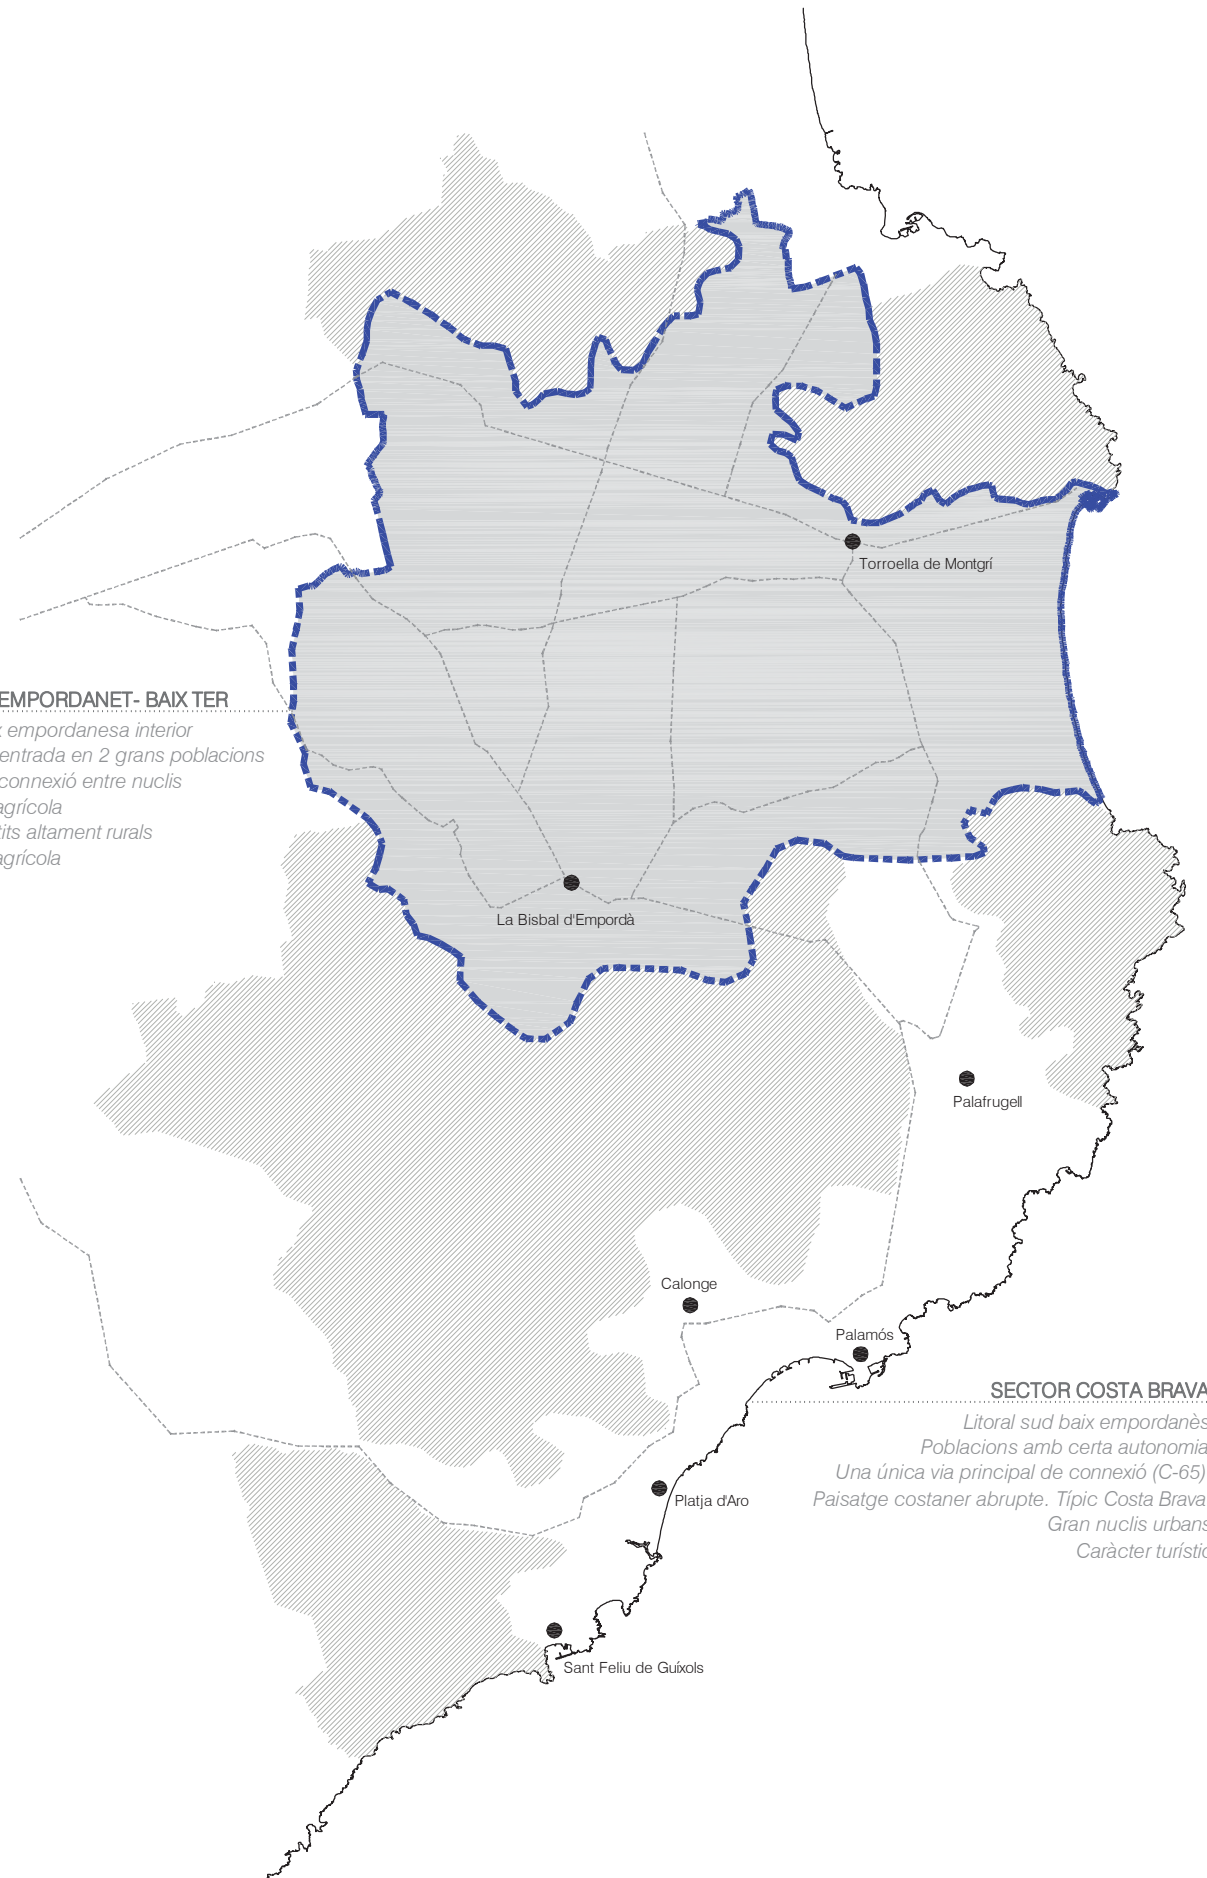 Torroella de Montgrí
EMPORDANET- BAIX TER
empordanesa interior
entrada en 2 grans poblacions
connexió entre nuclis
agrícola
tits altament rurals
agrícola
La Bisbal d'Empordà
Palafrugell
Calonge
Palamós
SECTOR COSTA BRAVA
Litoral sud baix empordanès
Poblacions amb certa autonomia
Una única via principal de connexió (C-65)
Paisatge costaner abrupte. Típic Costa Brava
Gran nuclis urbans
Caràcter turístic
Platja d'Aro
Sant Feliu de Guíxols